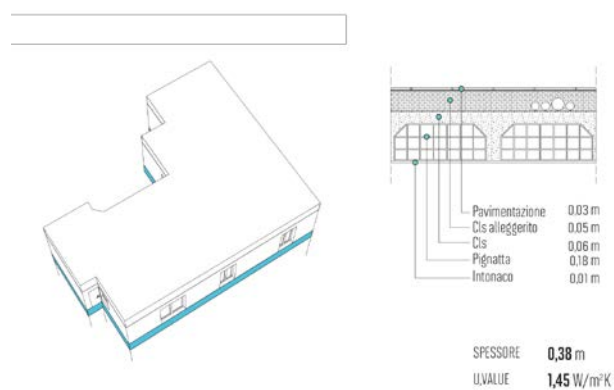 Pavimentazione 0,03 m
Cls alleggerito 0.05 m
Cls 0,06 m
Pignatta 0,18 m
Intonaco 0,01 m
SPESSORE 0,38 m
U,VALUE 1,45 W/m²K